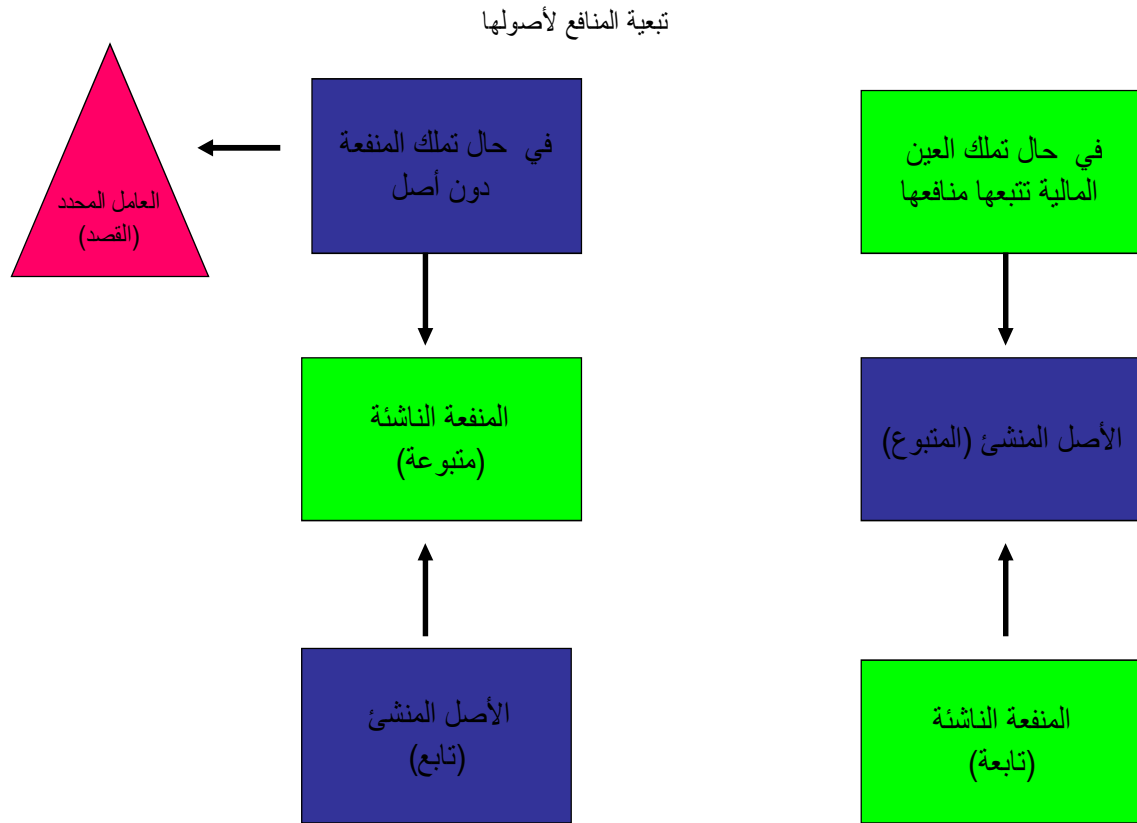 تبعية المنافع لأصولها
في حال تملك العين
المالية تتبعها منافعها
في حال تملك المنفعة
دون أصل
العامل المحدد
(القصد)
الأصل المنشئ (المتبوع)
المنفعة الناشئة
(متبوعة)
المنفعة الناشئة
(تابعة)
الأصل المنشئ
(تابع)